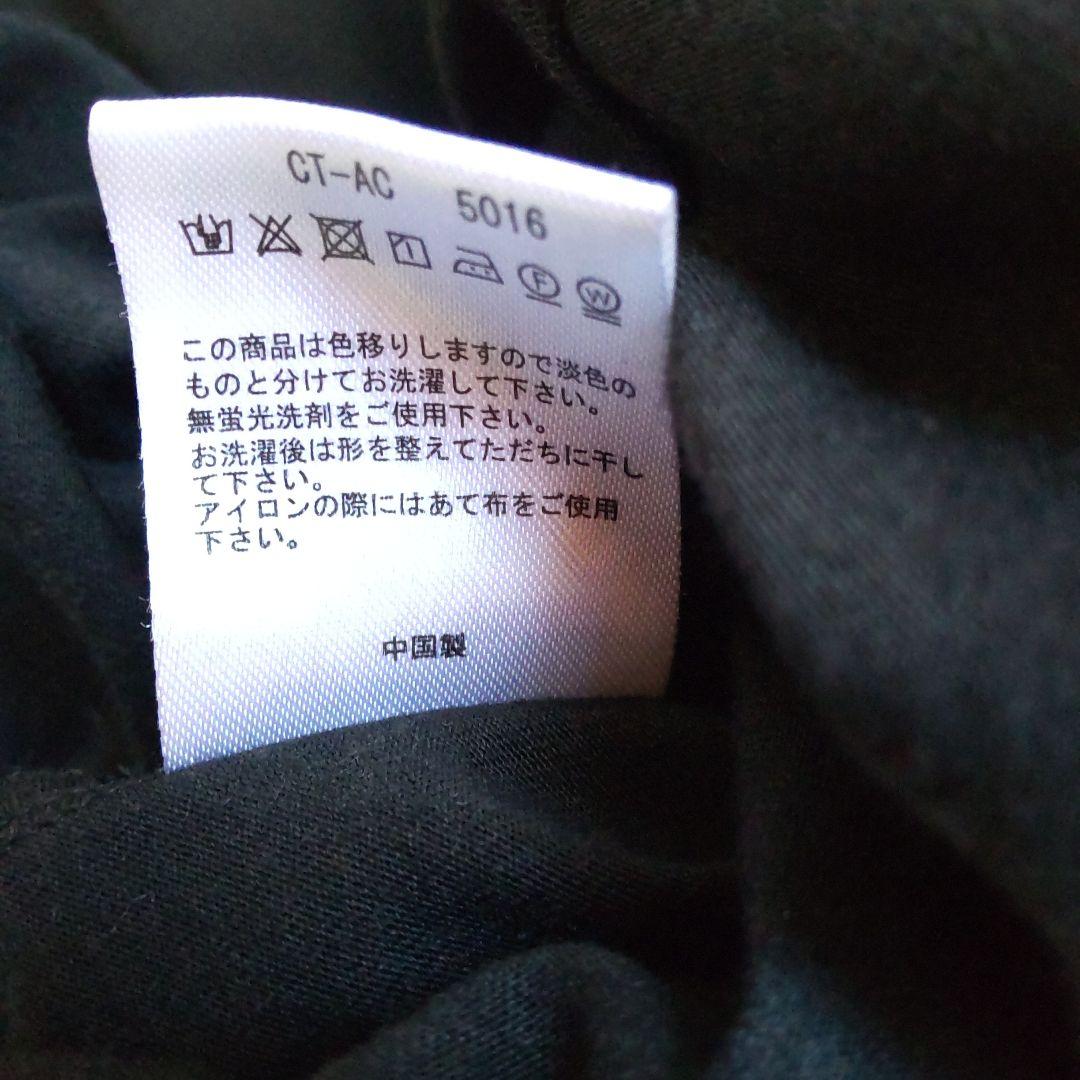 CT-AC 5016
F W
この商品は色移りしますので淡色の
ものと分けてお洗濯して下さい。
無蛍光洗剤をご使用下さい。
お洗濯後は形を整えてただちに干し
て下さい。
アイロンの際にはあて布をご使用
下さい。
中国製